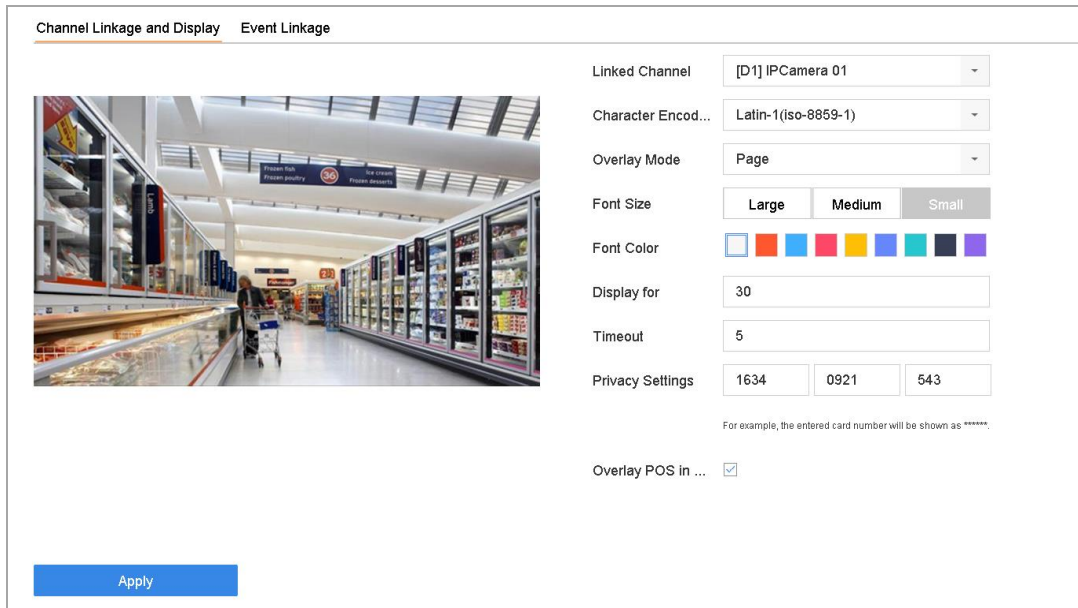 Channel Linkage and Display Event Linkage
Linked Channel [D1] IPCamera 01
Character Encod... Latin-1(iso-8859-1)
Overlay Mode Page
Font Size Large Medium Small
Font Color
Display for 30
Timeout 5
Privacy Settings 1634 0921 543
For example, the entered card number will be shown as ******.
Overlay POS in ...
Frozen fish
Frozen poultry
36
Ice cream
Frozen desserts
Lamb
Apply